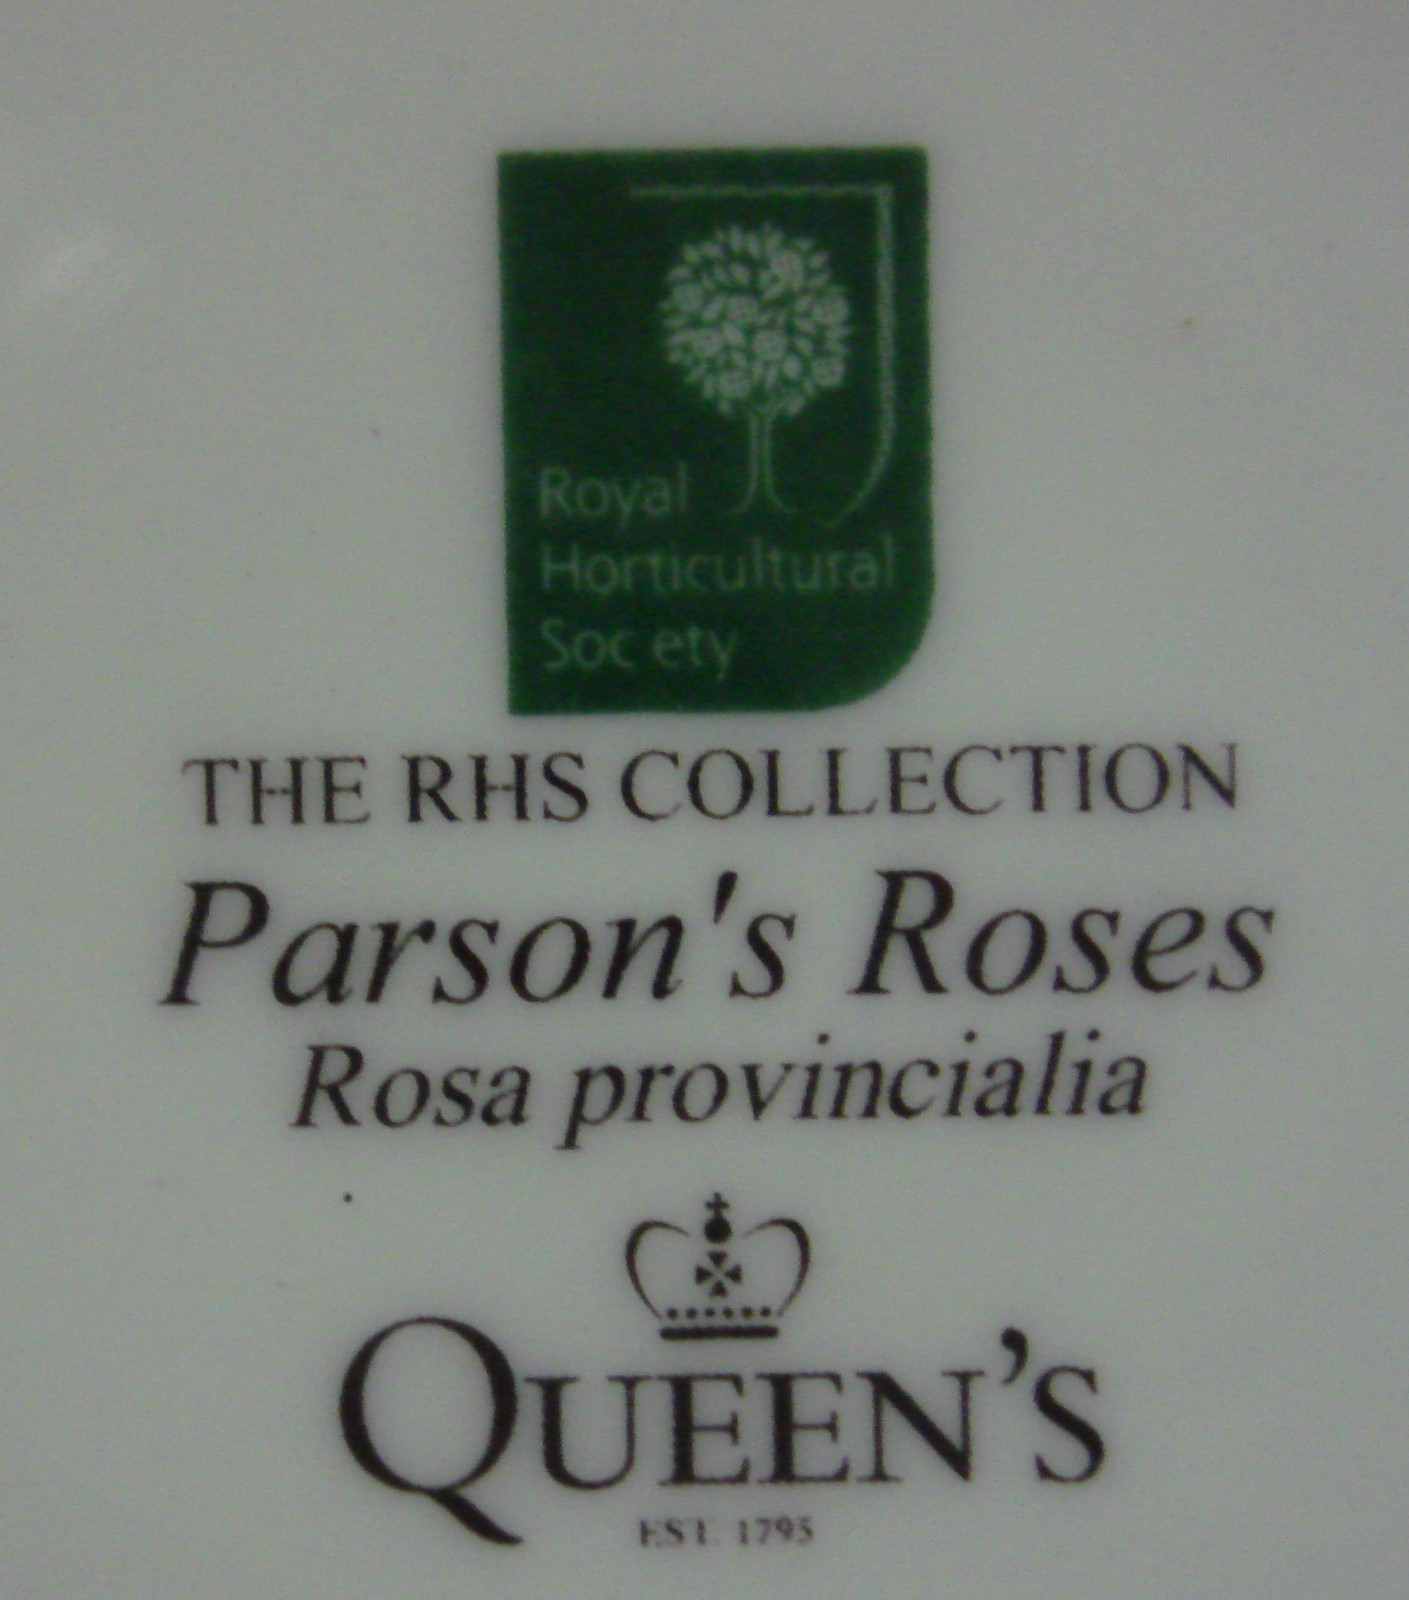 Royal
Horticultural
Soc ety
THE RHS COLLECTION
Parson's Roses
Rosa provincialia
QUEEN'S
EST. 1795